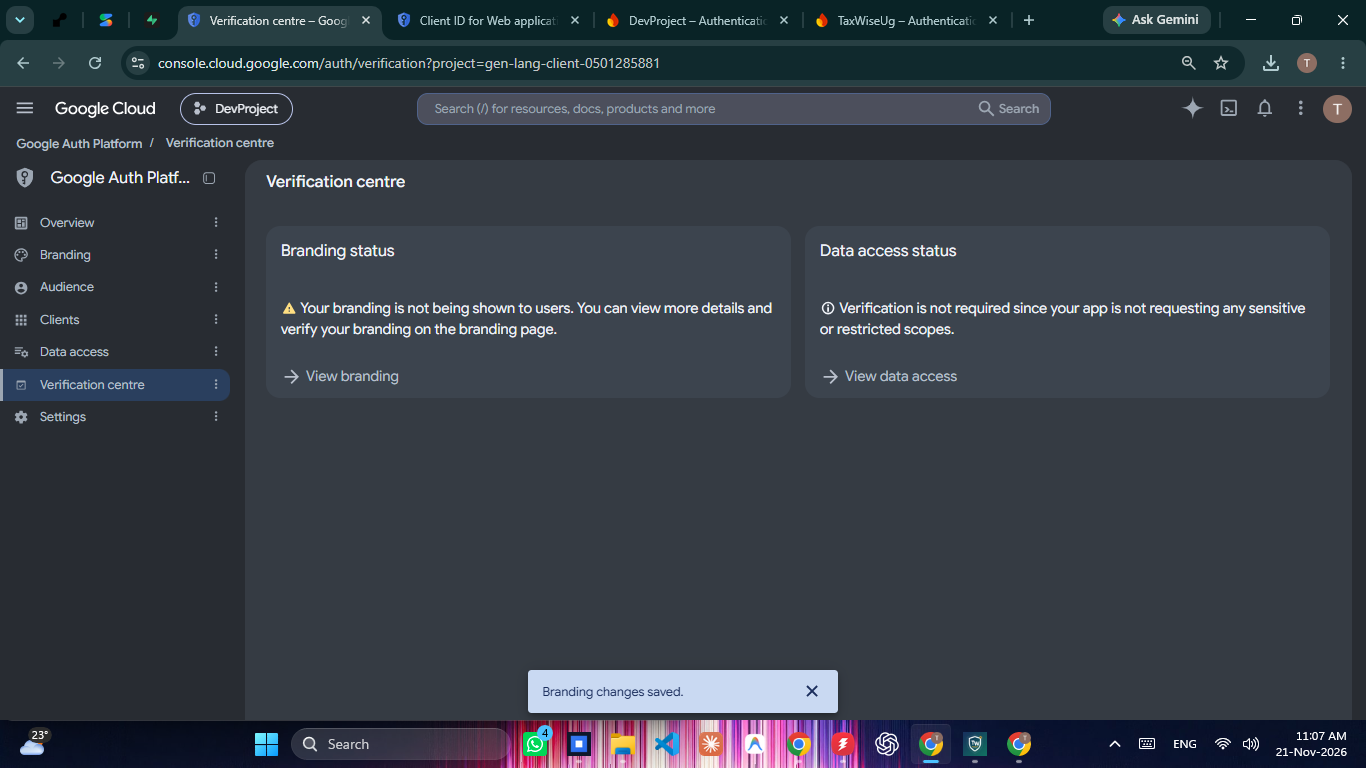 Verification centre – Goog
Client ID for Web applicati
DevProject – Authenticatio
TaxWiseUg – Authenticatio
Ask Gemini
console.cloud.google.com/auth/verification?project=gen-lang-client-0501285881
T
Google Cloud
DevProject
Search (/) for resources, docs, products and more
Search
T
Google Auth Platform / Verification centre
Google Auth Platf...
Verification centre
Overview
Branding
Audience
Clients
Data access
Verification centre
Settings
Branding status
Your branding is not being shown to users. You can view more details and
verify your branding on the branding page.
View branding
Data access status
Verification is not required since your app is not requesting any sensitive
or restricted scopes.
View data access
Branding changes saved.
23°
Search
4
ENG
11:07 AM
21-Nov-2026